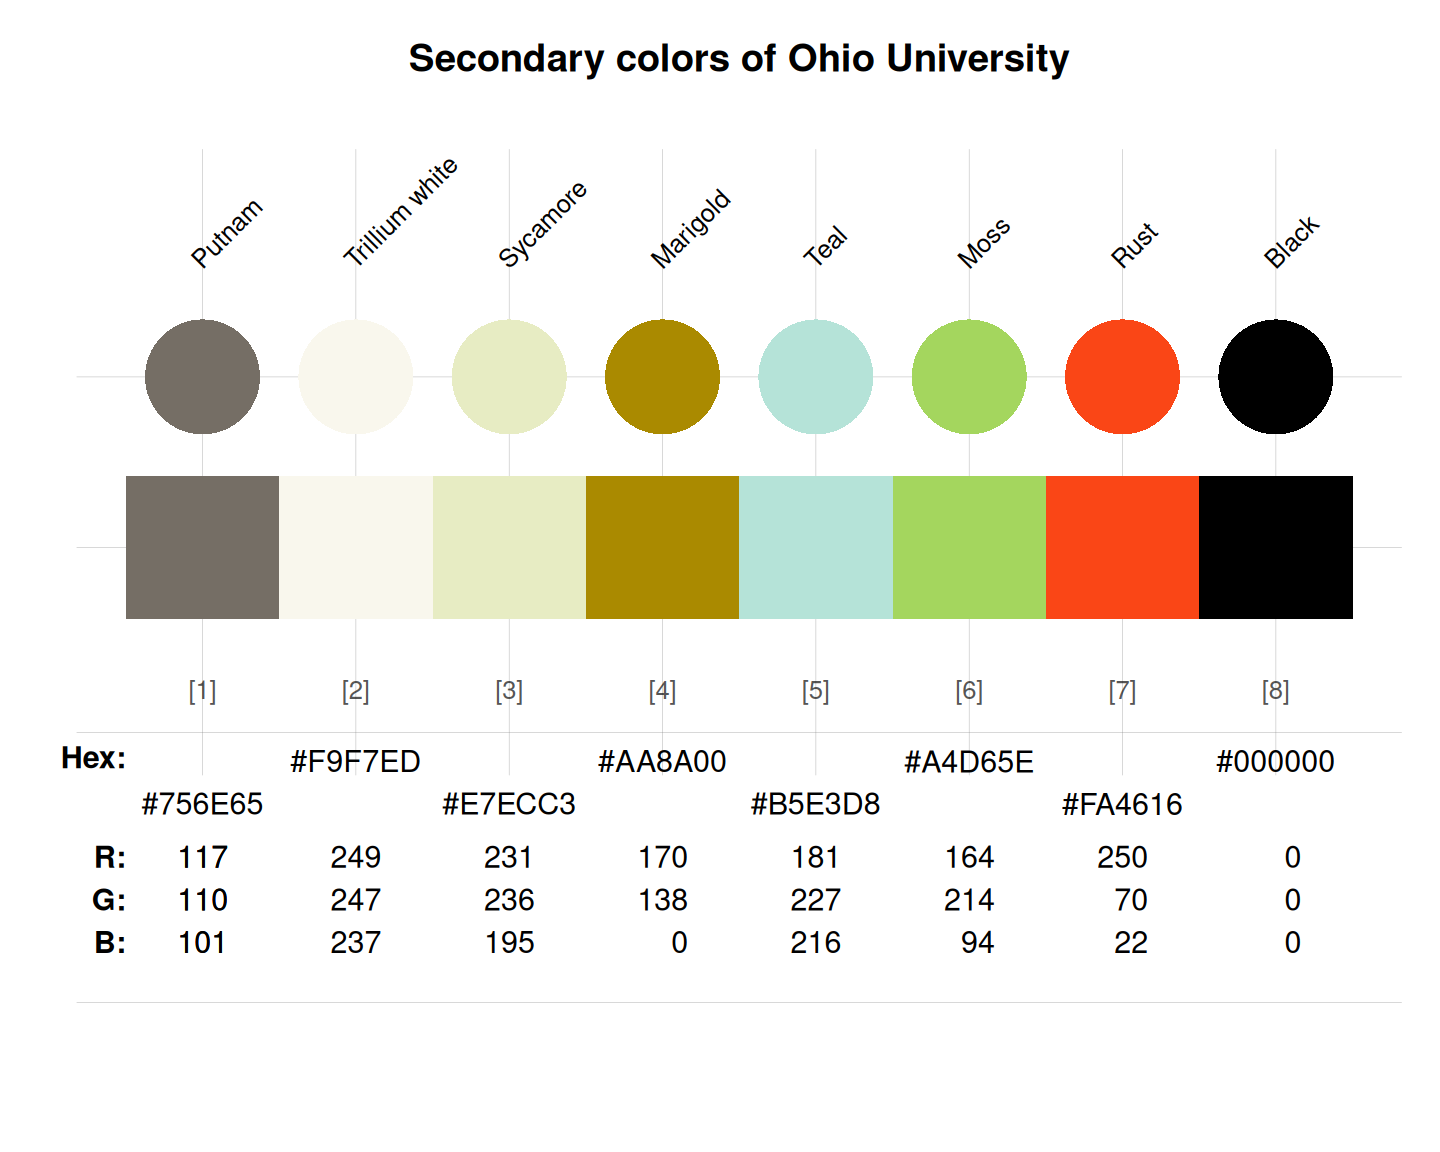 Secondary colors of Ohio University
Putnam Trillium white Sycamore Marigold Teal Moss Rust Black
[1] [2] [3] [4] [5] [6] [7] [8]
Hex: #F9F7ED #AA8A00 #A4D65E #000000
#756E65 #E7ECC3 #B5E3D8 #FA4616
R: 117 249 231 170 181 164 250 0
G: 110 247 236 138 227 214 70 0
B: 101 237 195 0 216 94 22 0